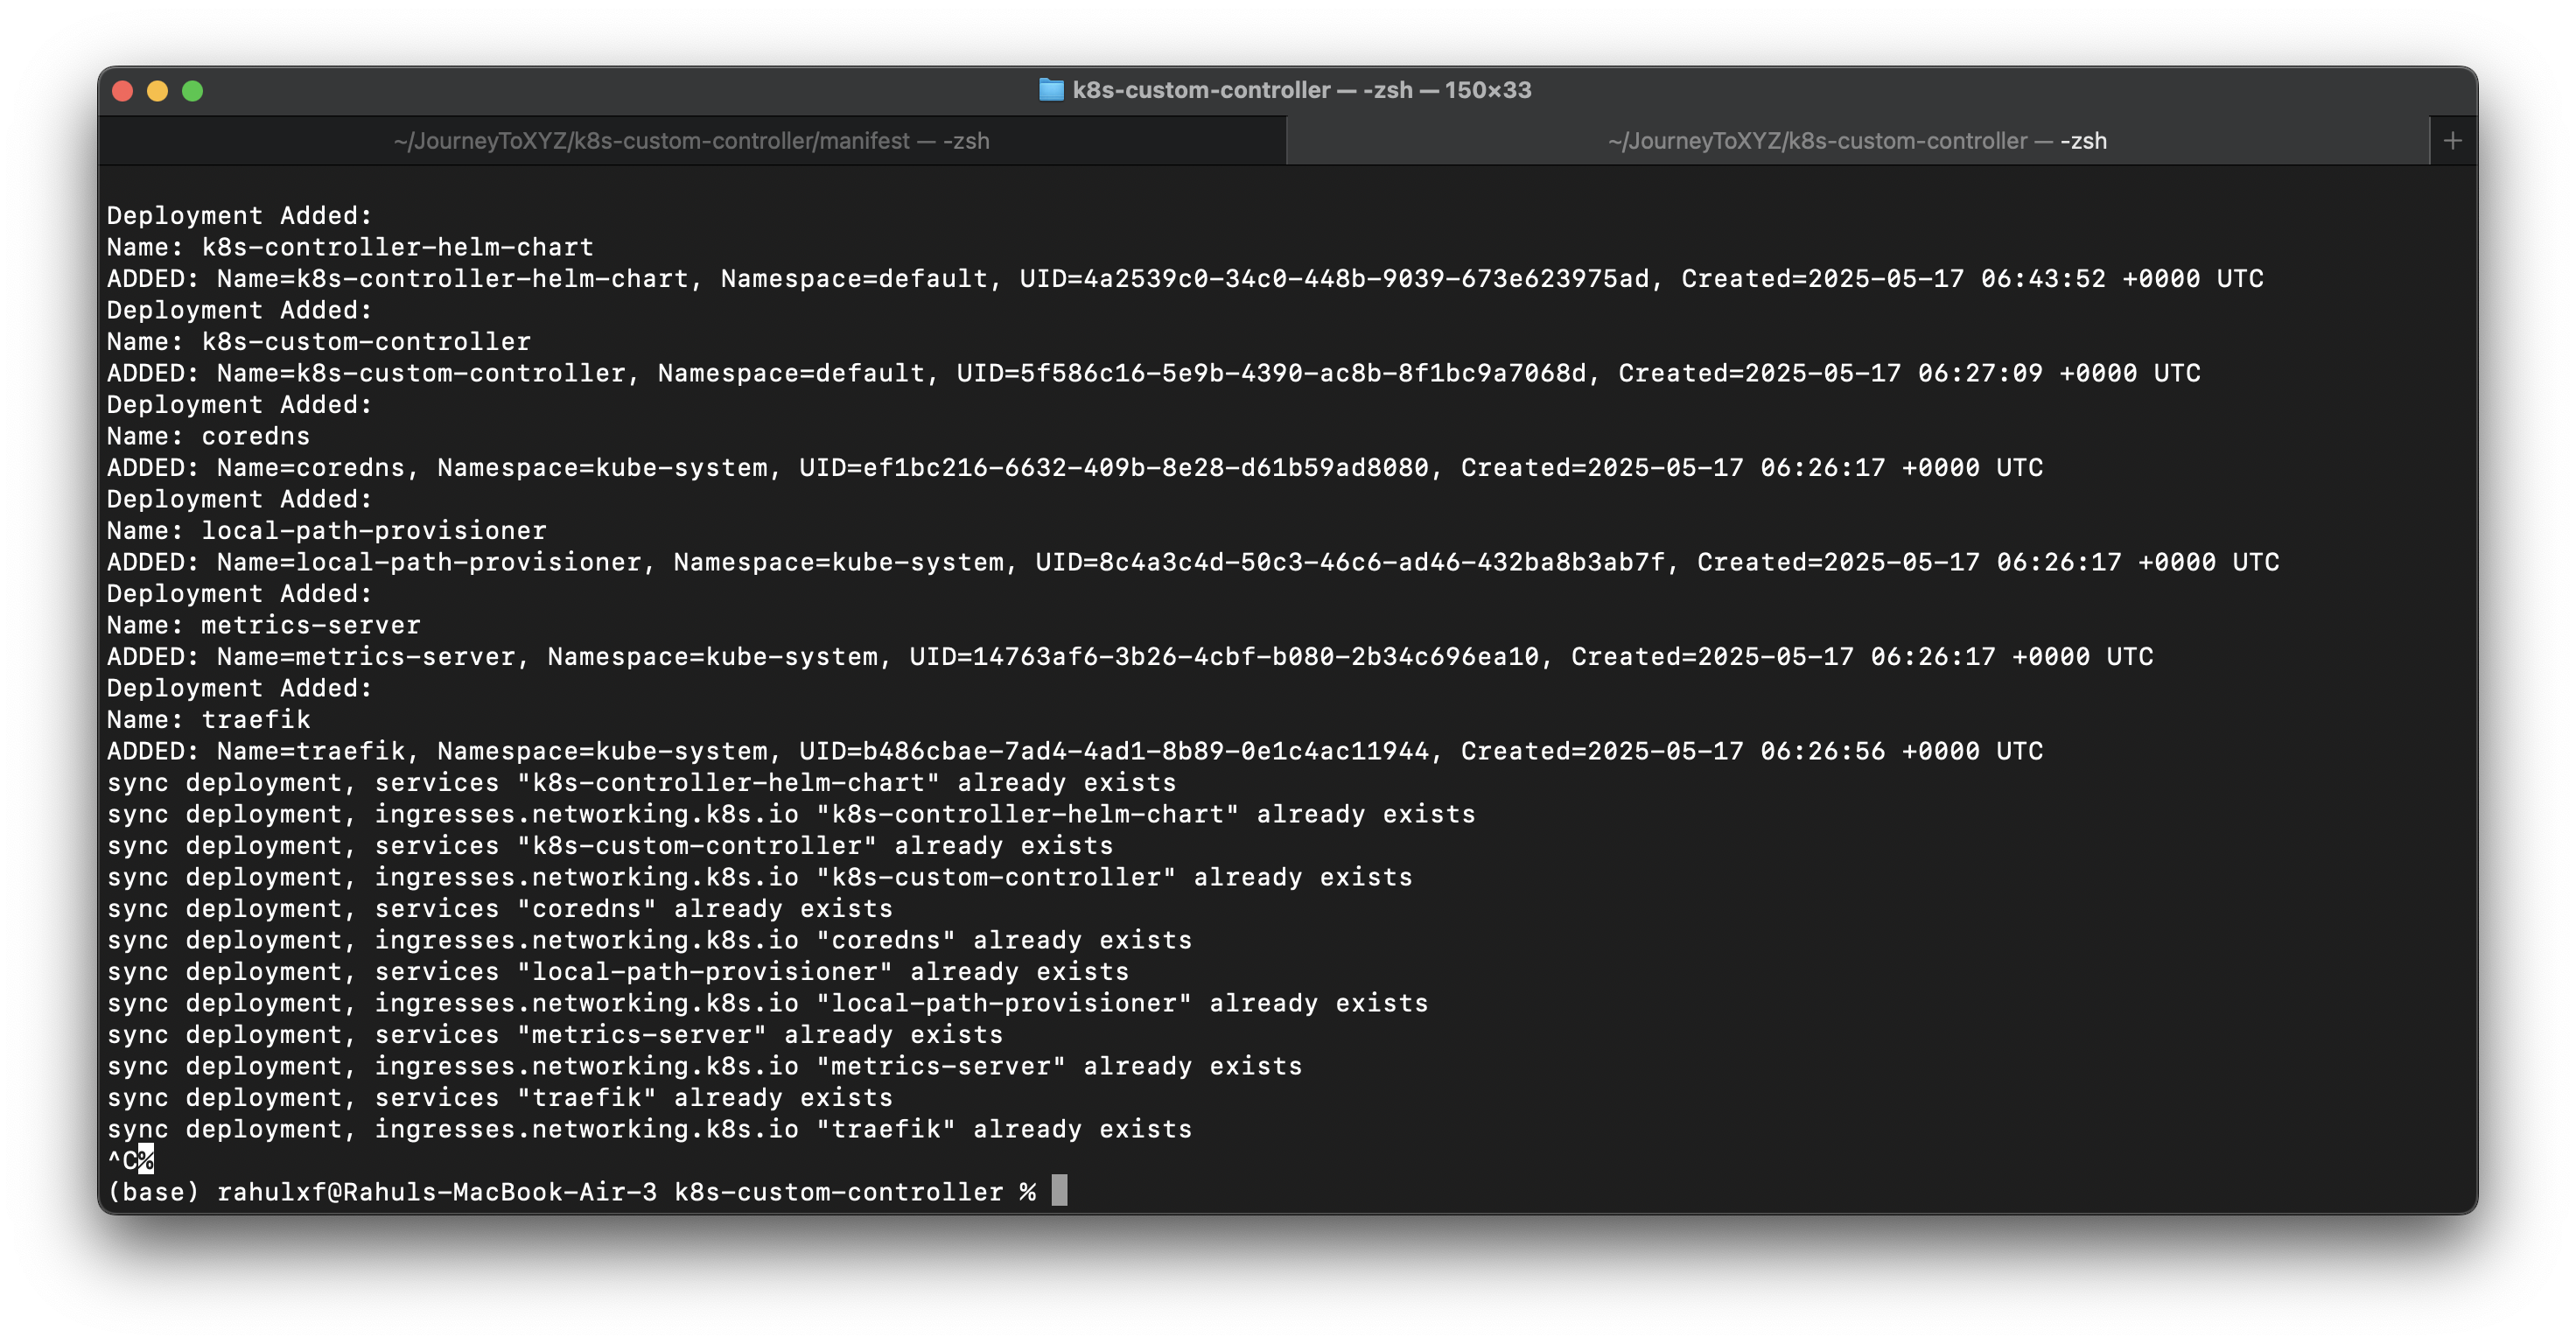 k8s-custom-controller — -zsh — 150×33
~/JourneyToXYZ/k8s-custom-controller/manifest — -zsh
~/JourneyToXYZ/k8s-custom-controller — -zsh
+
Deployment Added:
Name: k8s-controller-helm-chart
ADDED: Name=k8s-controller-helm-chart, Namespace=default, UID=4a2539c0-34c0-448b-9039-673e623975ad, Created=2025-05-17 06:43:52 +0000 UTC
Deployment Added:
Name: k8s-custom-controller
ADDED: Name=k8s-custom-controller, Namespace=default, UID=5f586c16-5e9b-4390-ac8b-8f1bc9a7068d, Created=2025-05-17 06:27:09 +0000 UTC
Deployment Added:
Name: coredns
ADDED: Name=coredns, Namespace=kube-system, UID=ef1bc216-6632-409b-8e28-d61b59ad8080, Created=2025-05-17 06:26:17 +0000 UTC
Deployment Added:
Name: local-path-provisioner
ADDED: Name=local-path-provisioner, Namespace=kube-system, UID=8c4a3c4d-50c3-46c6-ad46-432ba8b3ab7f, Created=2025-05-17 06:26:17 +0000 UTC
Deployment Added:
Name: metrics-server
ADDED: Name=metrics-server, Namespace=kube-system, UID=14763af6-3b26-4cbf-b080-2b34c696ea10, Created=2025-05-17 06:26:17 +0000 UTC
Deployment Added:
Name: traefik
ADDED: Name=traefik, Namespace=kube-system, UID=b486cbae-7ad4-4ad1-8b89-0e1c4ac11944, Created=2025-05-17 06:26:56 +0000 UTC
sync deployment, services "k8s-controller-helm-chart" already exists
sync deployment, ingresses.networking.k8s.io "k8s-controller-helm-chart" already exists
sync deployment, services "k8s-custom-controller" already exists
sync deployment, ingresses.networking.k8s.io "k8s-custom-controller" already exists
sync deployment, services "coredns" already exists
sync deployment, ingresses.networking.k8s.io "coredns" already exists
sync deployment, services "local-path-provisioner" already exists
sync deployment, ingresses.networking.k8s.io "local-path-provisioner" already exists
sync deployment, services "metrics-server" already exists
sync deployment, ingresses.networking.k8s.io "metrics-server" already exists
sync deployment, services "traefik" already exists
sync deployment, ingresses.networking.k8s.io "traefik" already exists
^C%
(base) rahulxf@Rahuls-MacBook-Air-3 k8s-custom-controller %